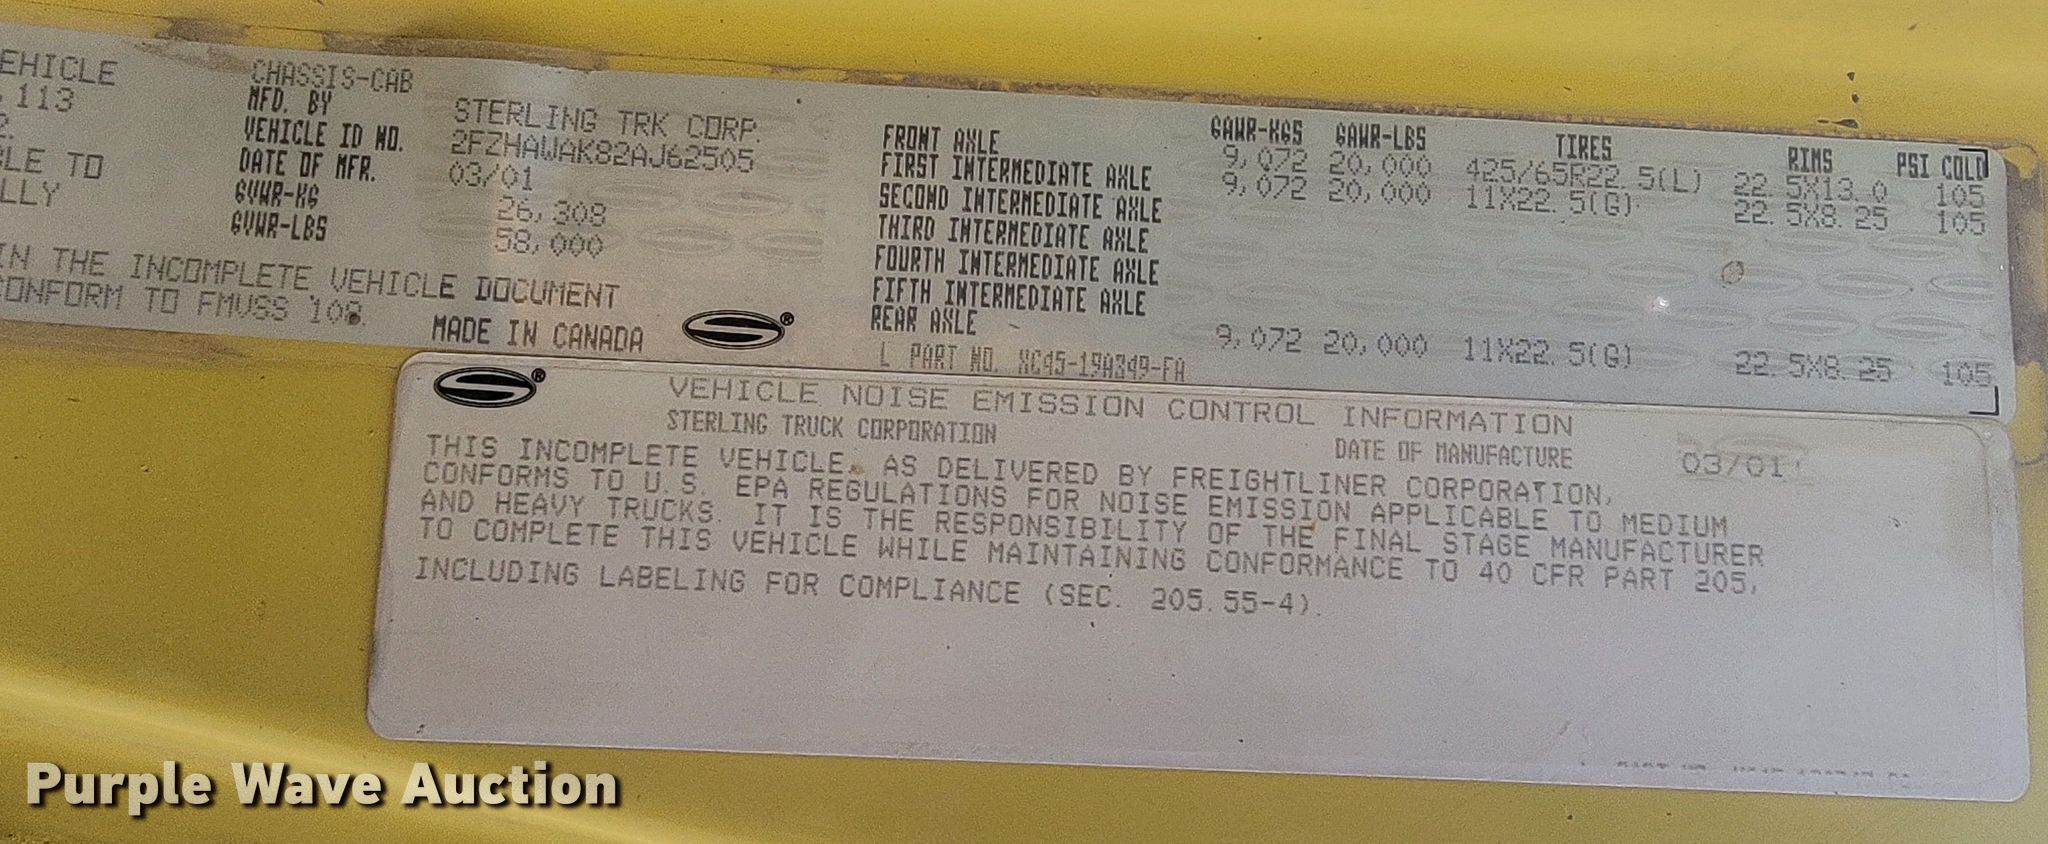 EHICLE
113
2.
LE TO
LLY
IN THE INCOMPLETE VEHICLE DOCUMENT
CONFORM TO FMVSS 108.
CHASSIS-CAB
MFD. BY STERLING TRK CORP.
VEHICLE ID NO. 2FZHAWAK82AJ62505
DATE OF MFR. 03/01
GVWR-KG 26,308
GVWR-LBS 58,000
MADE IN CANADA ®
GAWR-KGS GAWR-LBS TIRES RIMS PSI COLD
FRONT AXLE 9,072 20,000 425/65R22.5(L) 22.5X13.0 105
FIRST INTERMEDIATE AXLE 9,072 20,000 11X22.5(G) 22.5X8.25 105
SECOND INTERMEDIATE AXLE
THIRD INTERMEDIATE AXLE
FOURTH INTERMEDIATE AXLE
FIFTH INTERMEDIATE AXLE
REAR AXLE 9,072 20,000 11X22.5(G) 22.5X8.25 105
L PART NO. XC45-19A349-FA
® VEHICLE NOISE EMISSION CONTROL INFORMATION
STERLING TRUCK CORPORATION DATE OF MANUFACTURE 03/01
THIS INCOMPLETE VEHICLE, AS DELIVERED BY FREIGHTLINER CORPORATION,
CONFORMS TO U.S. EPA REGULATIONS FOR NOISE EMISSION APPLICABLE TO MEDIUM
AND HEAVY TRUCKS. IT IS THE RESPONSIBILITY OF THE FINAL STAGE MANUFACTURER
TO COMPLETE THIS VEHICLE WHILE MAINTAINING CONFORMANCE TO 40 CFR PART 205,
INCLUDING LABELING FOR COMPLIANCE (SEC. 205.55-4).
Purple Wave Auction